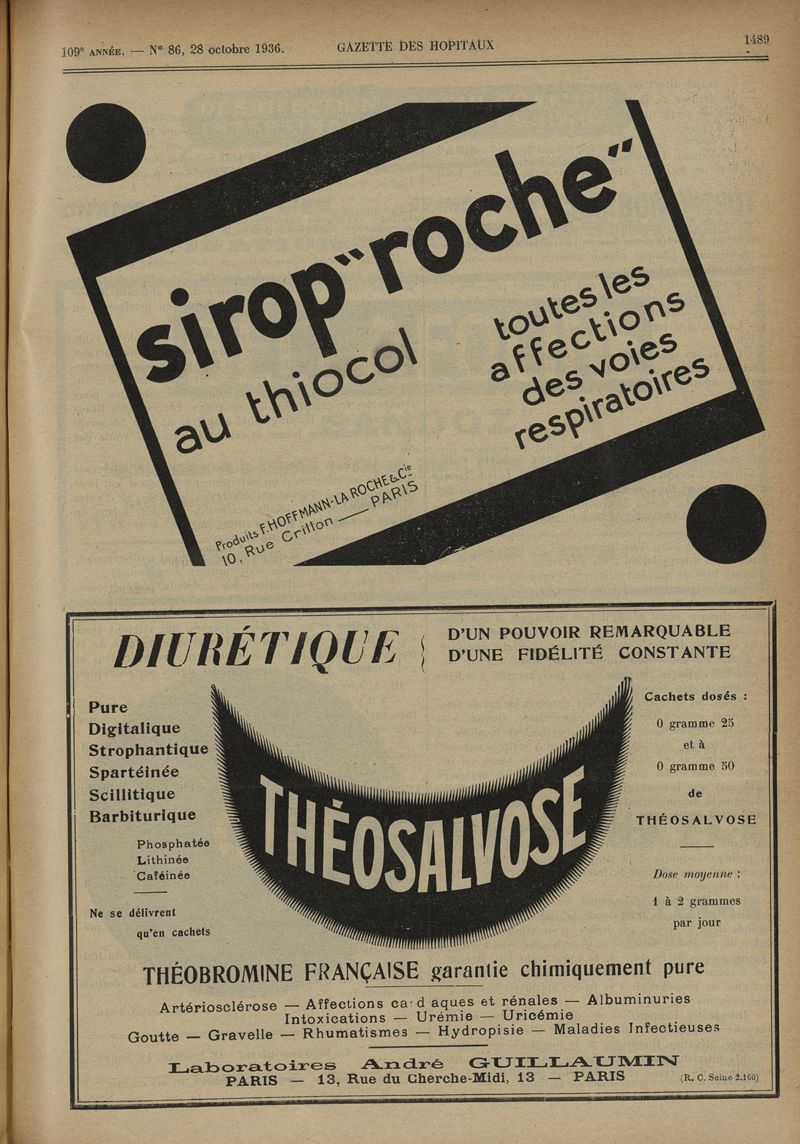 109e ANNÉE. — N° 86, 28 octobre 1936.
GAZETTE DES HOPITAUX
1489
sirop "roche"
au thiocol
toutes les
affections
des voies
respiratoires
Produits F. HOFFMANN-LA ROCHE & Cie
10, Rue Crillon — PARIS
DIURÉTIQUE
D'UN POUVOIR REMARQUABLE
D'UNE FIDÉLITÉ CONSTANTE
Pure
Digitalique
Strophantique
Spartéinée
Scillitique
Barbiturique
Phosphatée
Lithinée
Caféinée
Ne se délivrent
qu'en cachets
THÉOSALVOSE
Cachets dosés :
0 gramme 25
et à
0 gramme 50
de
THÉOSALVOSE
Dose moyenne :
1 à 2 grammes
par jour
THÉOBROMINE FRANÇAISE garantie chimiquement pure
Artériosclérose — Affections ca d aques et rénales — Albuminuries
Intoxications — Urémie — Uricémie
Goutte — Gravelle — Rhumatismes — Hydropisie — Maladies Infectieuses
Laboratoires André GUILLAUMIN
PARIS — 13, Rue du Cherche-Midi, 13 — PARIS
(R. C. Seine 2.160)